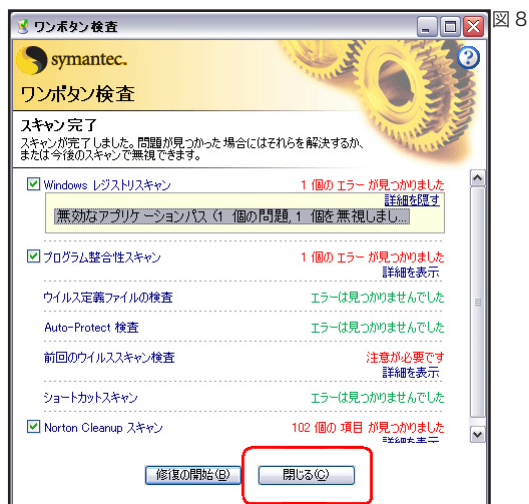 ワンボタン検査
図8
symantec.
ワンボタン検査
スキャン完了
スキャンが完了しました。問題が見つかった場合にはそれらを解決するか、
または今後のスキャンで無視できます。
Windows レジストリスキャン 1 個の エラー が見つかりました
詳細を隠す
無効なアプリケーションパス (1 個の問題, 1 個を無視しまし...
プログラム整合性スキャン 1 個の エラー が見つかりました
詳細を表示
ウイルス定義ファイルの検査 エラーは見つかりませんでした
Auto-Protect 検査 エラーは見つかりませんでした
前回のウイルススキャン検査 注意が必要です
詳細を表示
ショートカットスキャン エラーは見つかりませんでした
Norton Cleanup スキャン 102 個の 項目 が見つかりました
詳細を表示
修復の開始(B) 閉じる(C)